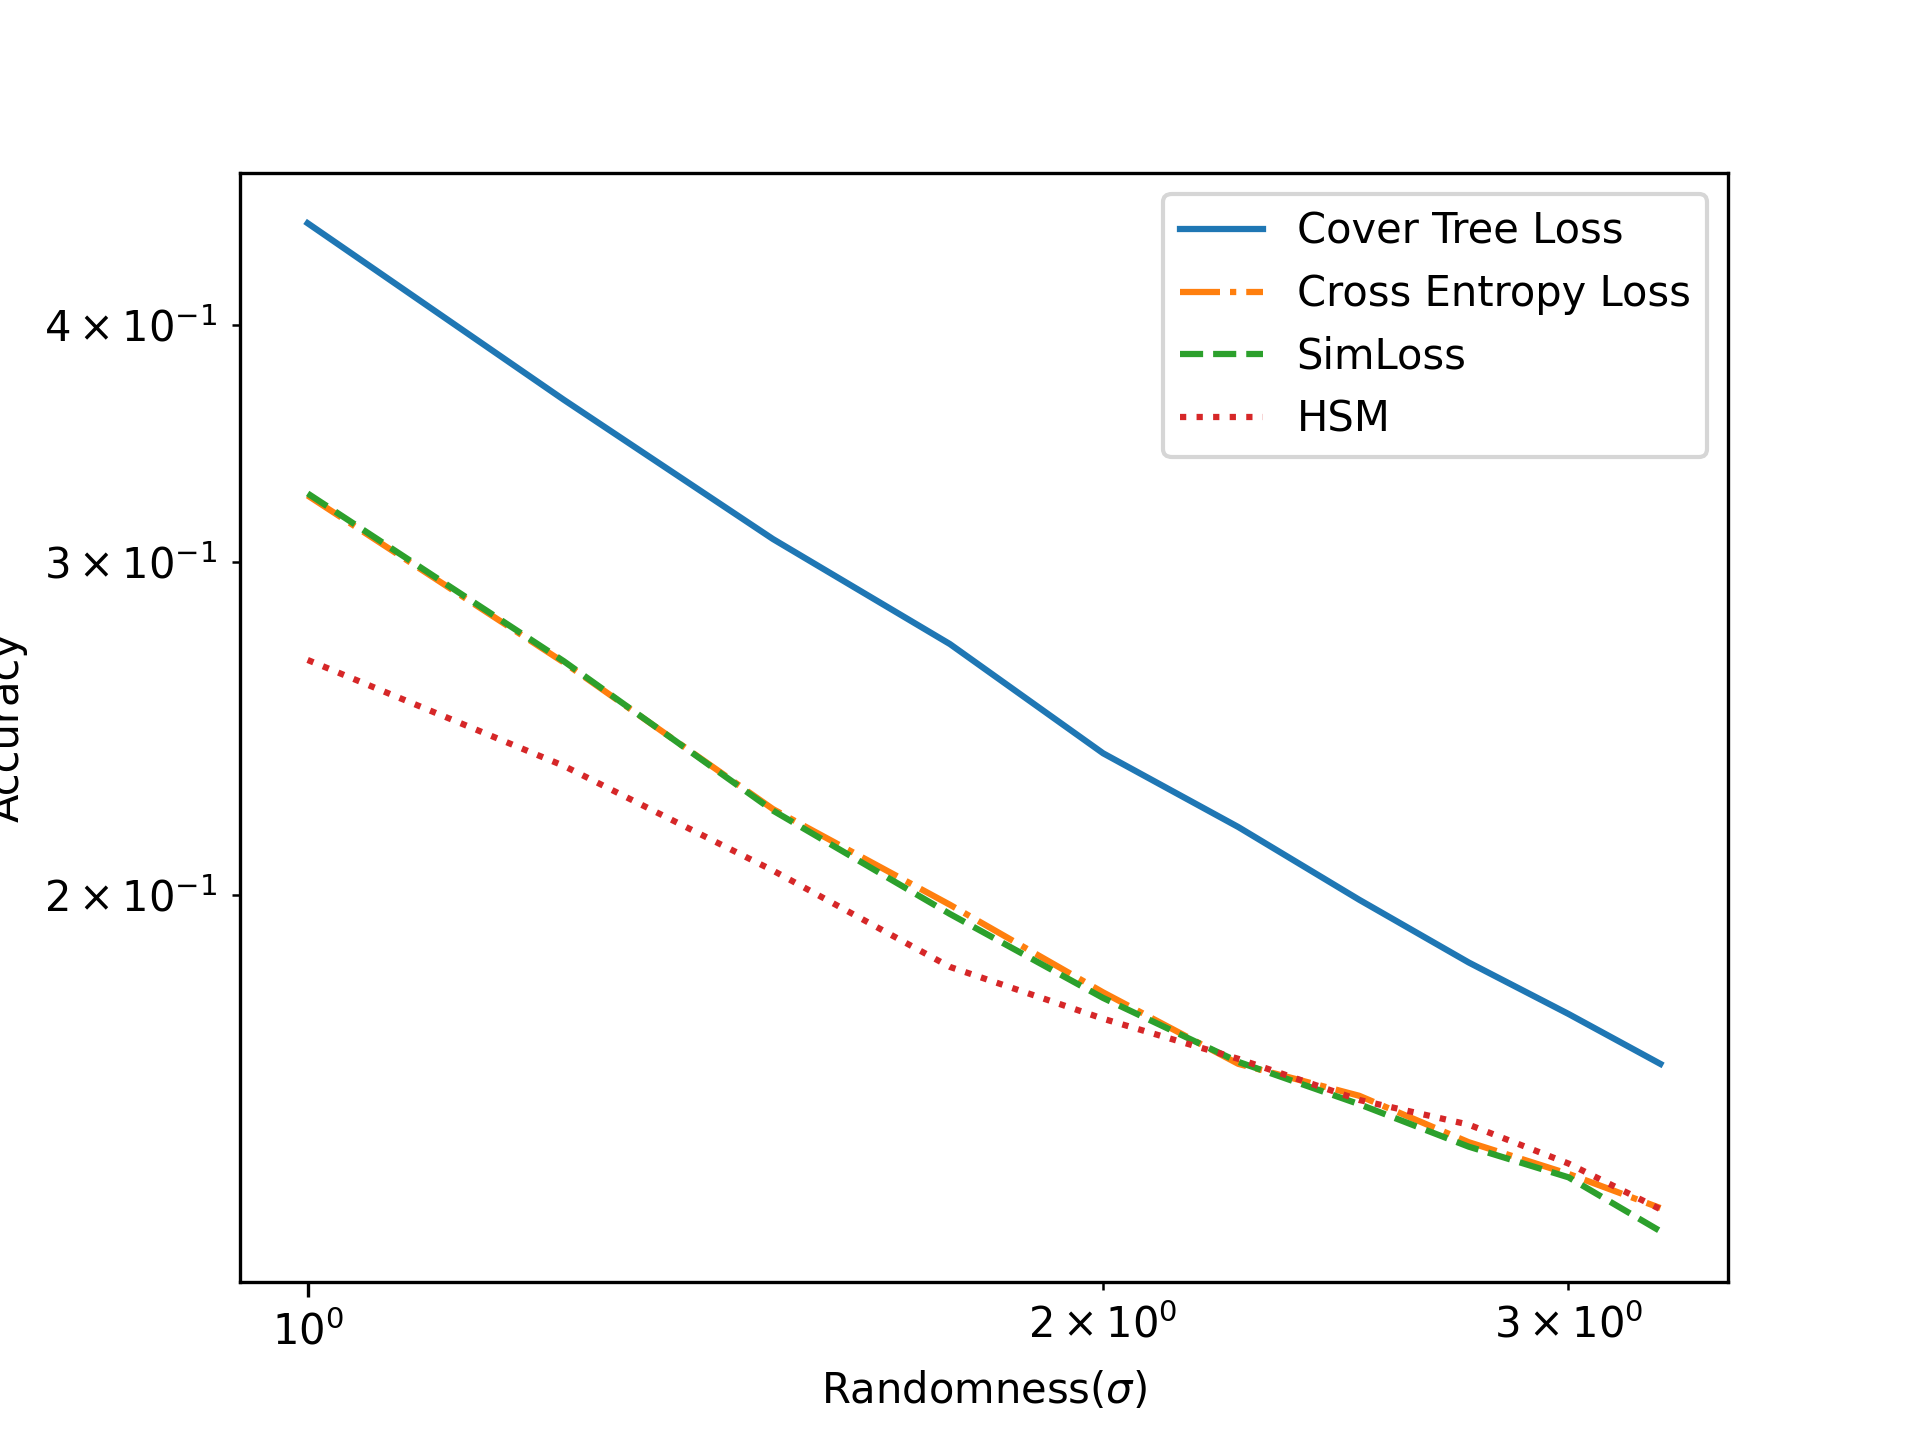 Cover Tree Loss
Cross Entropy Loss
SimLoss
HSM
4×10⁻¹
3×10⁻¹
2×10⁻¹
Accuracy
10⁰
2×10⁰
3×10⁰
Randomness(σ)